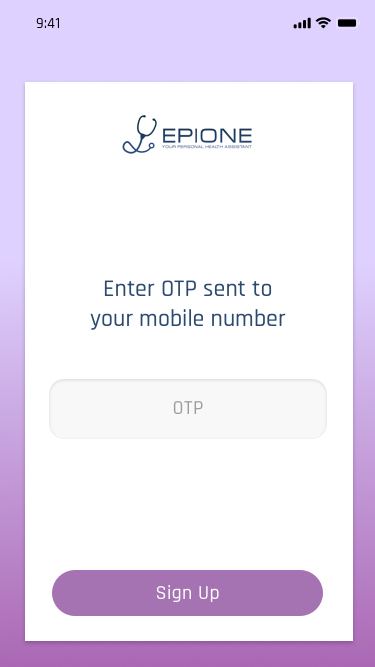 9:41
EPIONE
YOUR PERSONAL HEALTH ASSISTANT
Enter OTP sent to
your mobile number
OTP
Sign Up